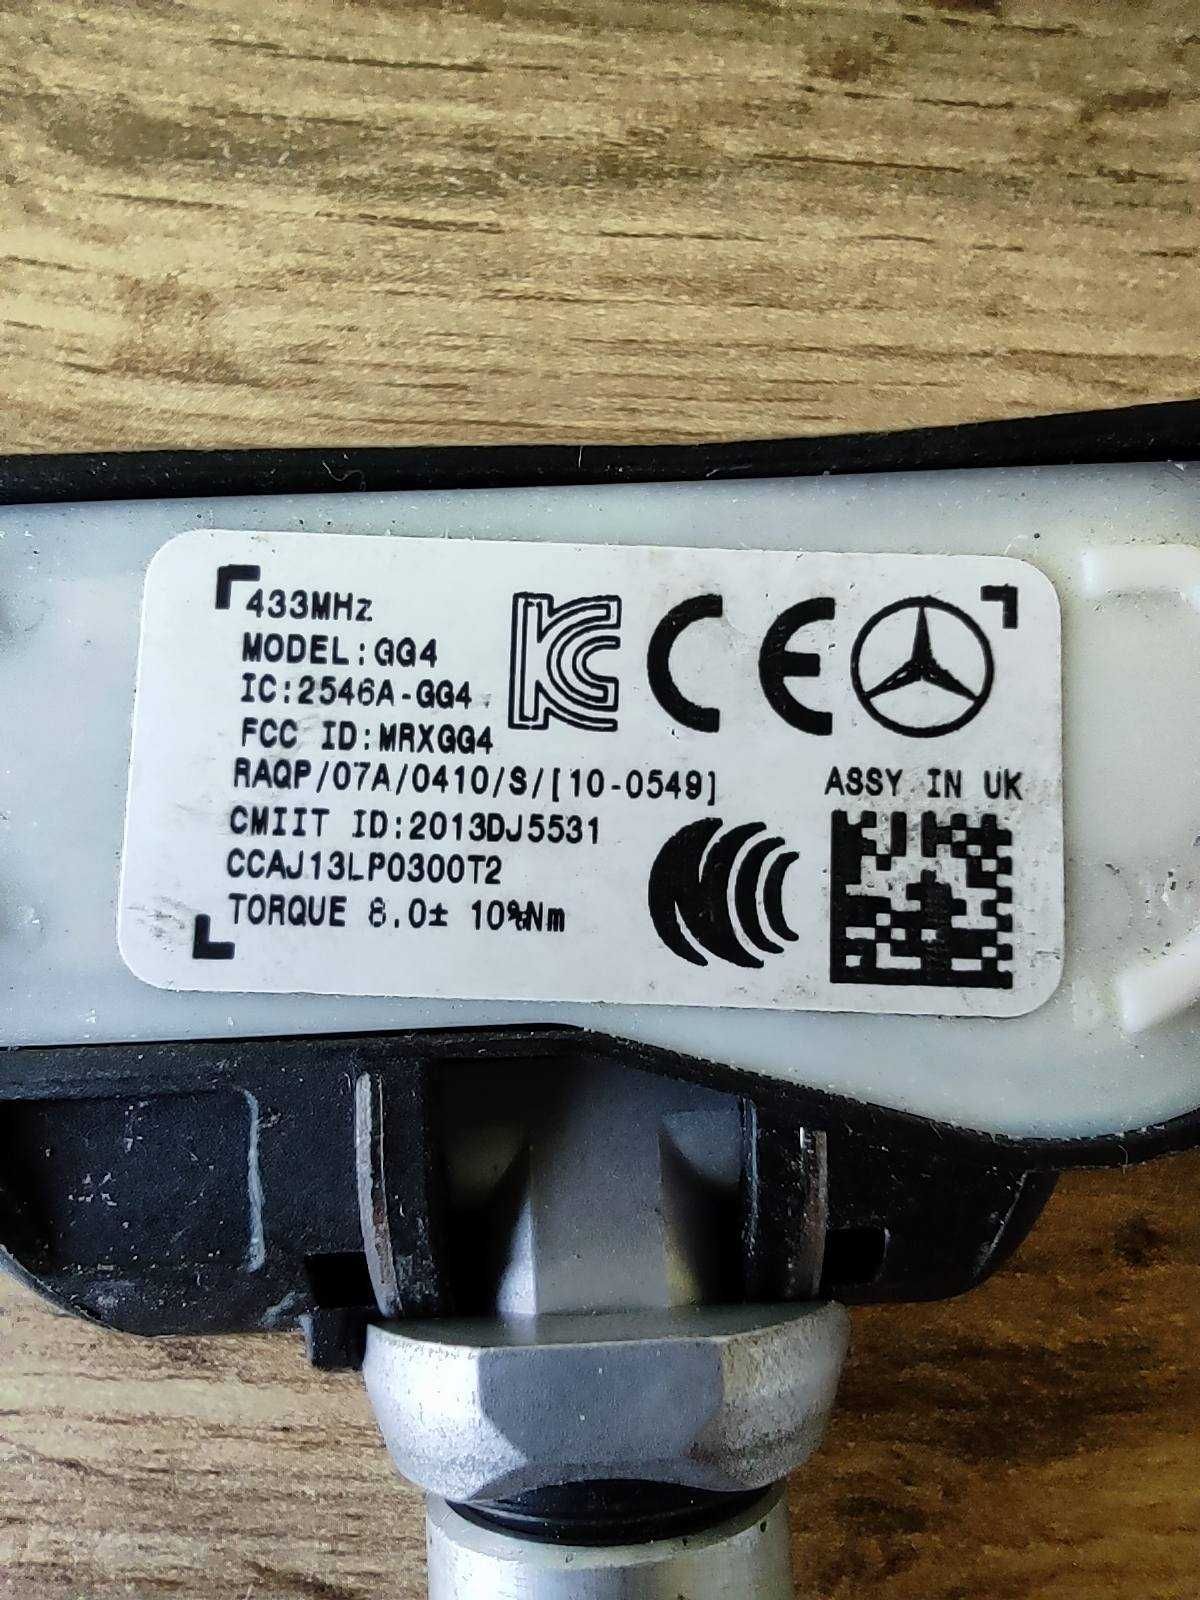 433MHz
MODEL:GG4
IC:2546A-GG4
FCC ID:MRXGG4
RAQP/07A/0410/S/[10-0549]
CMIIT ID:2013DJ5531
CCAJ13LP0300T2
TORQUE 8.0± 10%Nm
CE
ASSY IN UK